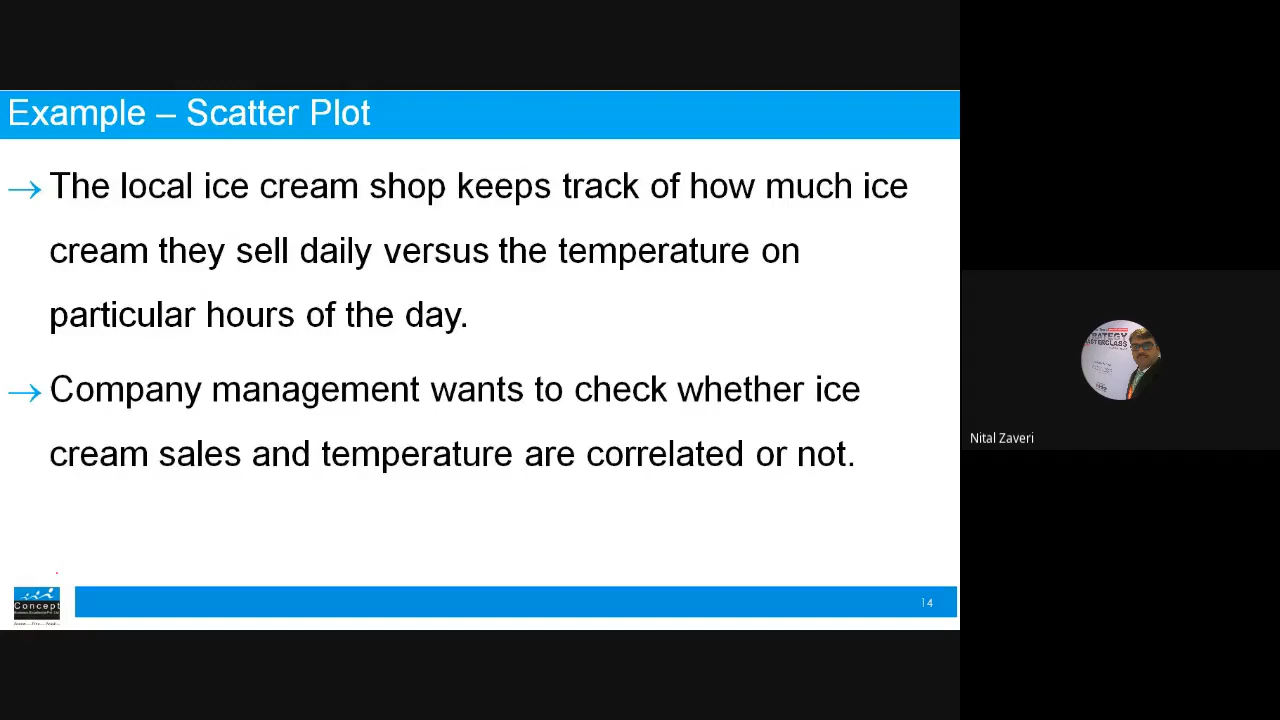 Example – Scatter Plot
→ The local ice cream shop keeps track of how much ice
cream they sell daily versus the temperature on
particular hours of the day.
→ Company management wants to check whether ice
cream sales and temperature are correlated or not.
STRATEGY
MASTERCLASS
Nital Zaveri
Concept
14